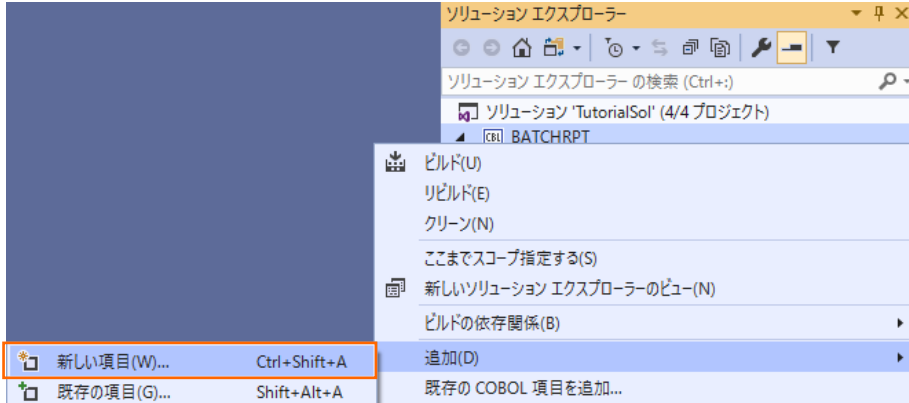 ソリューション エクスプローラー
ソリューション エクスプローラー の検索 (Ctrl+:)
ソリューション 'TutorialSol' (4/4 プロジェクト)
CBL BATCHRPT
ビルド(U)
リビルド(E)
クリーン(N)
ここまでスコープ指定する(S)
新しいソリューション エクスプローラーのビュー(N)
ビルドの依存関係(B)
追加(D)
既存の COBOL 項目を追加...
新しい項目(W)... Ctrl+Shift+A
既存の項目(G)... Shift+Alt+A